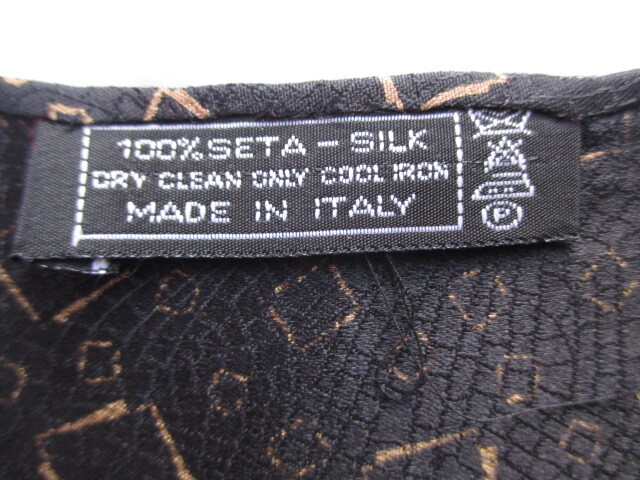 100% SETA - SILK
DRY CLEAN ONLY COOL IRON
MADE IN ITALY
P